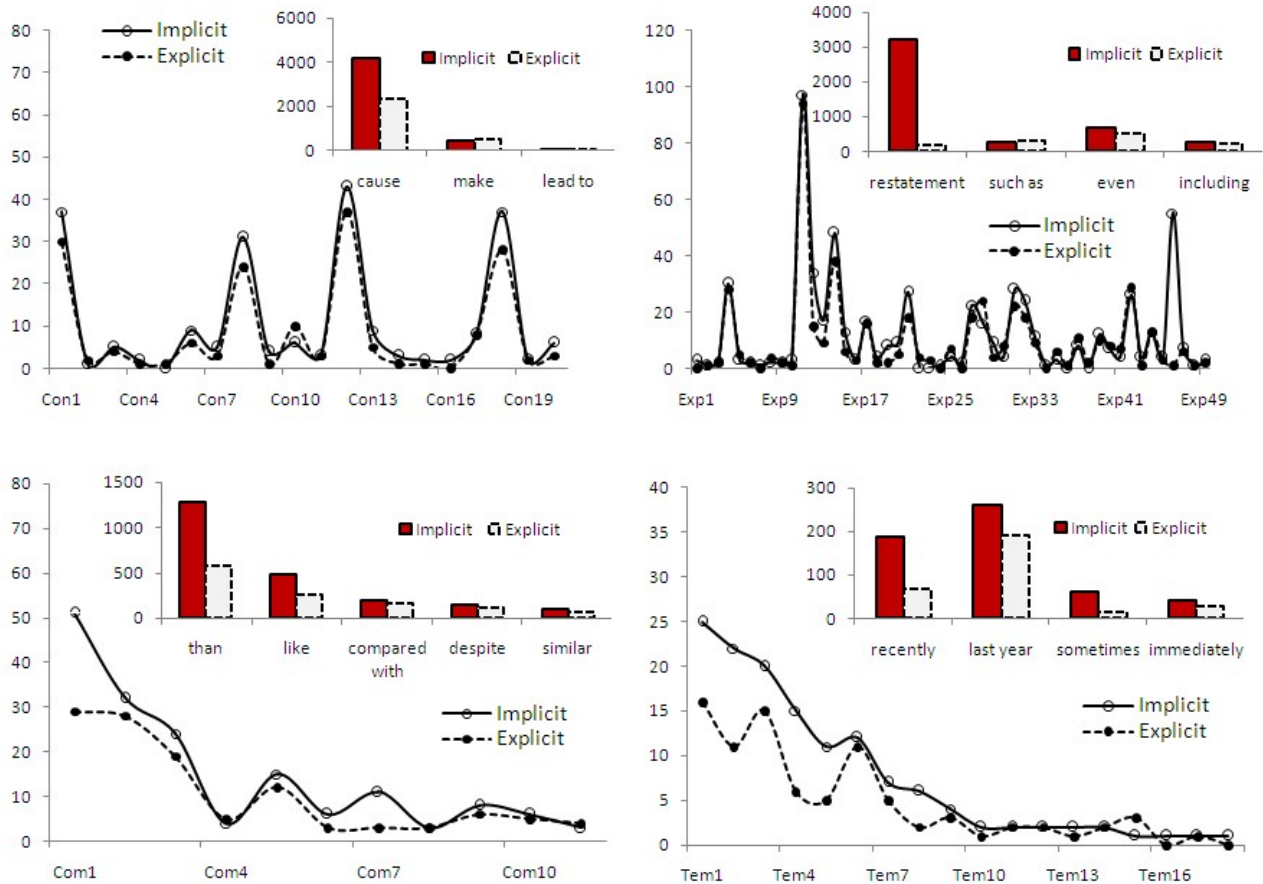 80
70
60
50
40
30
20
10
0
Implicit
Explicit
6000
4000
2000
0
Implicit Explicit
cause make lead to
Con1 Con4 Con7 Con10 Con13 Con16 Con19
120
100
80
60
40
20
0
4000
3000
2000
1000
0
Implicit Explicit
restatement such as even including
Implicit
Explicit
Exp1 Exp9 Exp17 Exp25 Exp33 Exp41 Exp49
80
70
60
50
40
30
20
10
0
1500
1000
500
0
Implicit Explicit
than like compared with despite similar
Implicit
Explicit
Com1 Com4 Com7 Com10
40
35
30
25
20
15
10
5
0
300
200
100
0
Implicit Explicit
recently last year sometimes immediately
Implicit
Explicit
Tem1 Tem4 Tem7 Tem10 Tem13 Tem16